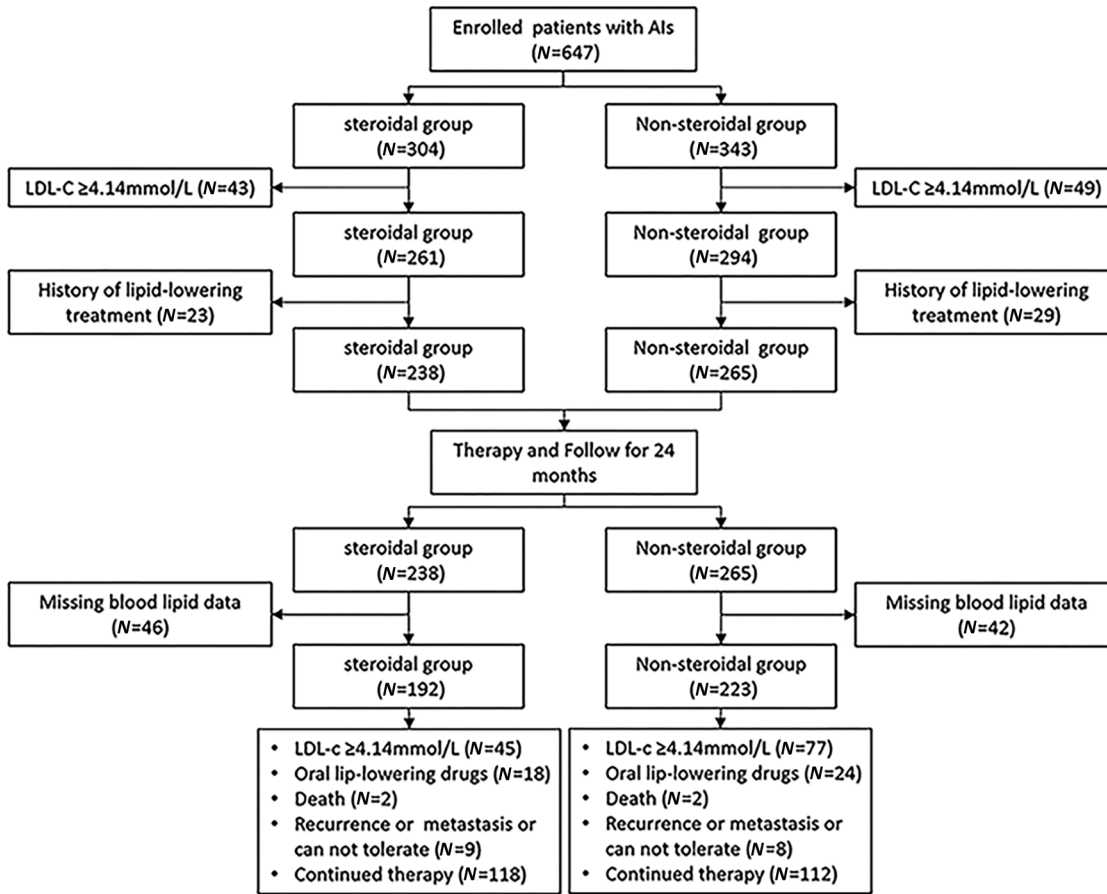 Enrolled patients with AIs
(N=647)
steroidal group
(N=304)
Non-steroidal group
(N=343)
LDL-C ≥4.14mmol/L (N=43)
LDL-C ≥4.14mmol/L (N=49)
steroidal group
(N=261)
Non-steroidal group
(N=294)
History of lipid-lowering
treatment (N=23)
History of lipid-lowering
treatment (N=29)
steroidal group
(N=238)
Non-steroidal group
(N=265)
Therapy and Follow for 24
months
steroidal group
(N=238)
Non-steroidal group
(N=265)
Missing blood lipid data
(N=46)
Missing blood lipid data
(N=42)
steroidal group
(N=192)
Non-steroidal group
(N=223)
• LDL-c ≥4.14mmol/L (N=45)
• Oral lip-lowering drugs (N=18)
• Death (N=2)
• Recurrence or metastasis or
can not tolerate (N=9)
• Continued therapy (N=118)
• LDL-c ≥4.14mmol/L (N=77)
• Oral lip-lowering drugs (N=24)
• Death (N=2)
• Recurrence or metastasis or
can not tolerate (N=8)
• Continued therapy (N=112)